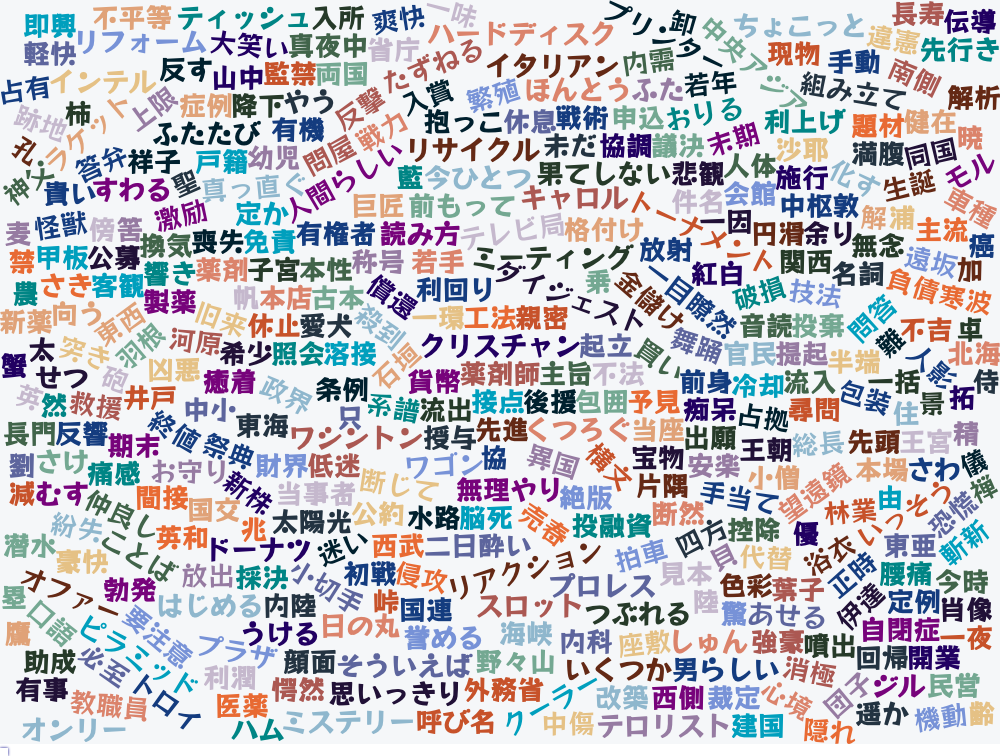 即興 不平等 ティッシュ 入所 爽快 一味 プリンター 卸 中央アジア ちょこっと 違憲 長寿 伝導
軽快 リフォーム 大笑い 真夜中 省庁 ハードディスク 現物 手動 先行き
占有 インテル 反す 山中 監禁 両国 たずねる イタリアン 内需 若年 組み立て 南側 解析
跡地 柿 ラケット 上限 症例 降下 やう 反撃 入賞 繁殖 ほんとう ふた
孔 ふたたび 有機 戦力 抱っこ 休息 戦術 申込 おりる 利上げ 題材 健在 暁
答弁 祥子 戸籍 幼児 問屋 リサイクル 未だ 協調 議決 末期 沙耶 満腹 同国 モル
貴い すわる 聖 真っ直ぐ 人間らしい 藍 今ひとつ 果てしない 悲観 人体 施行 化す 生誕 車種
麦 怪獣 傍苦 激励 定か 巨匠 前もって キャロル トーナメント 件名 会館 中枢 敦 解浦 主流
禁 甲板 公募 換気 喪失 免責 有権者 読み方 テレビ局 格付け 一因 円滑 余り 無念 癌
農 さき 客観 響き 薬剤 子宮 本性 称号 若手 ミーティング 放射 紅白 関西 名詞 遠坂 加
製薬 帆 本店 古本 償還 利回り ダイジェスト 乗 金儲け 一目瞭然 破損 技法 負債 寒波
新薬 向う 東西 旧来 休止 愛犬 殺到 一環 工法 親密 音読 投棄 問答 難 不吉 卓
蟹 太 突き 羽根 河原 希少 照会 溶接 石垣 クリスチャン 起立 買い 舞踊 官民 提起 半端 人影 北海
せつ 砲 凶悪 癒着 政界 条例 貨幣 薬剤師 主旨 不法 前身 冷却 流入 包装 一括 侍
英 然 救援 井戸 中小 只 系譜 流出 接点 後援 包囲 予見 痴呆 占拠 尋問 住 景 拓
長門 反響 期末 終値 祭典 東海 ワシントン 授与 先進 くつろぐ 当座 出願 王朝 総長 先頭 王宮 精
劉 さけ 痛感 お守り 財界 低迷 ワゴン 協 異国 構文 宝物 安楽 小僧 望遠鏡 本場 さわ 儀
減 むす 仲良し 間接 国交 新株 当事者 断じて 無理やり 絶版 片隅 手当て 由 いっそう 恐慌 禅
紛失 英和 兆 太陽光 公約 水路 脳死 売春 投融資 断然 四方 控除 優 林業
潜水 豪快 ことば ドーナツ 迷い 西武 二日酔い リアクション 拍車 見本 貝 代替 浴衣 東亜 斬新
塁 オファー 勃発 放出 採決 小切手 初戦 侵攻 プロレス 色彩 葉子 正時 腰痛 今時
口語 はじめる 内陸 峠 国連 スロット つぶれる 陸 驚 あせる 伊達 定例 肖像
鷹 ピラミッド 要注意 うける 日の丸 誉める 海峡 内科 座敷 しゅん 強豪 噴出 自閉症 一夜
助成 必至 プラザ 顔面 そういえば 野々山 いくつか 男らしい 消極 回帰 開業
有事 教職員 トロイ 利潤 医薬 愕然 思いっきり 外務省 クーラー 改築 西側 裁定 心境 団子 ジル 民営
オンリー ハム ミステリー 呼び名 中傷 テロリスト 建国 隠れ 遥か 機動 齢